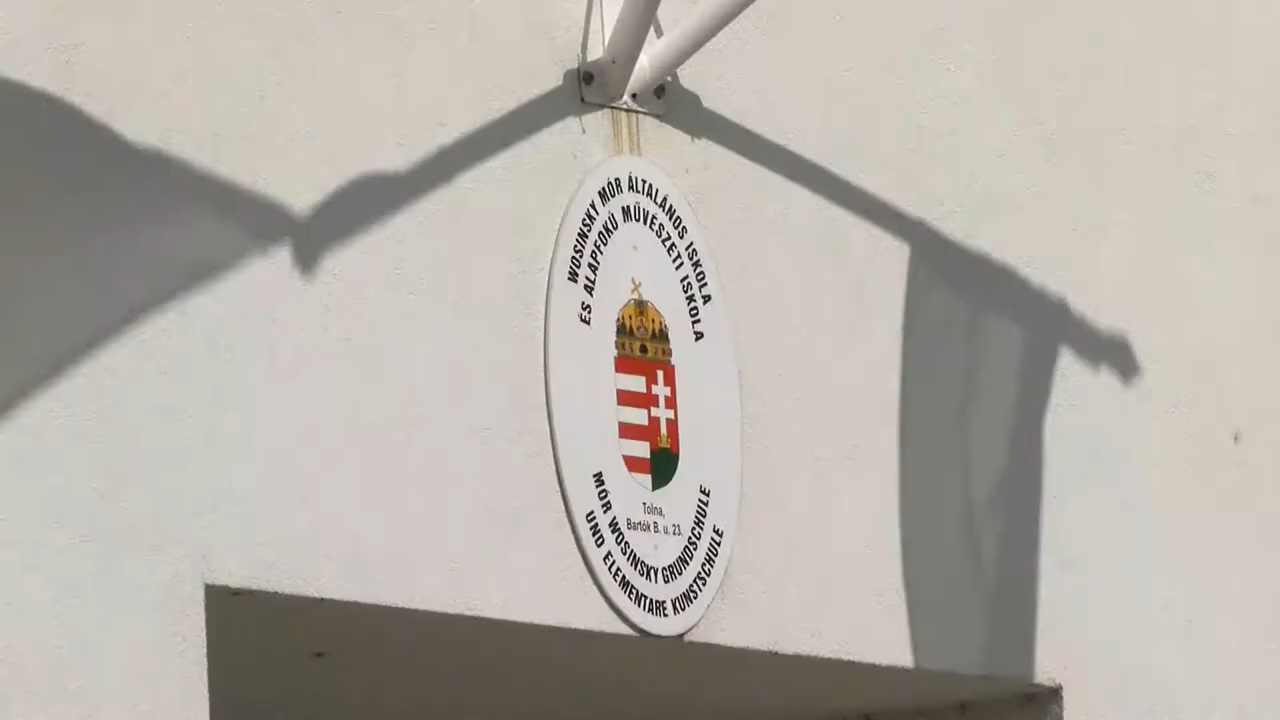 WOSINSKY MÓR ÁLTALÁNOS ISKOLA
ÉS ALAPFOKÚ MŰVÉSZETI ISKOLA
Tolna,
Bartók B. u. 23.
MÓR WOSINSKY GRUNDSCHULE
UND ELEMENTARE KUNSTSCHULE